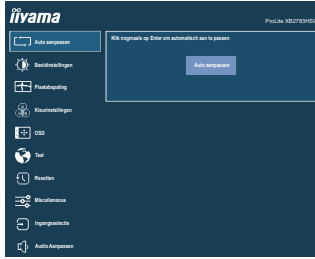 iiyama
ProLite XB2783HSU
Auto aanpassen
Klik nogmaals op Enter om automatisch aan te passen
Auto aanpassen
Beeldinstellingen
Plaatsbepaling
Kleurinstellingen
OSD
Taal
Resetten
Miscellaneous
Ingangsselectie
Audio Aanpassen